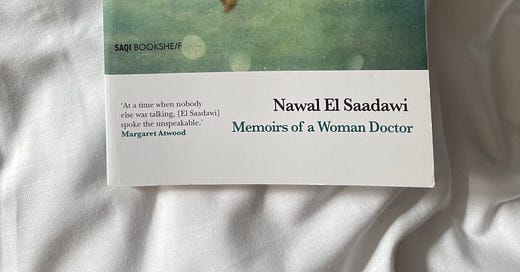 SAQI BOOKSHELF
‘At a time when nobody
else was talking, [El Saadawi]
spoke the unspeakable.’
Margaret Atwood
Nawal El Saadawi
Memoirs of a Woman Doctor